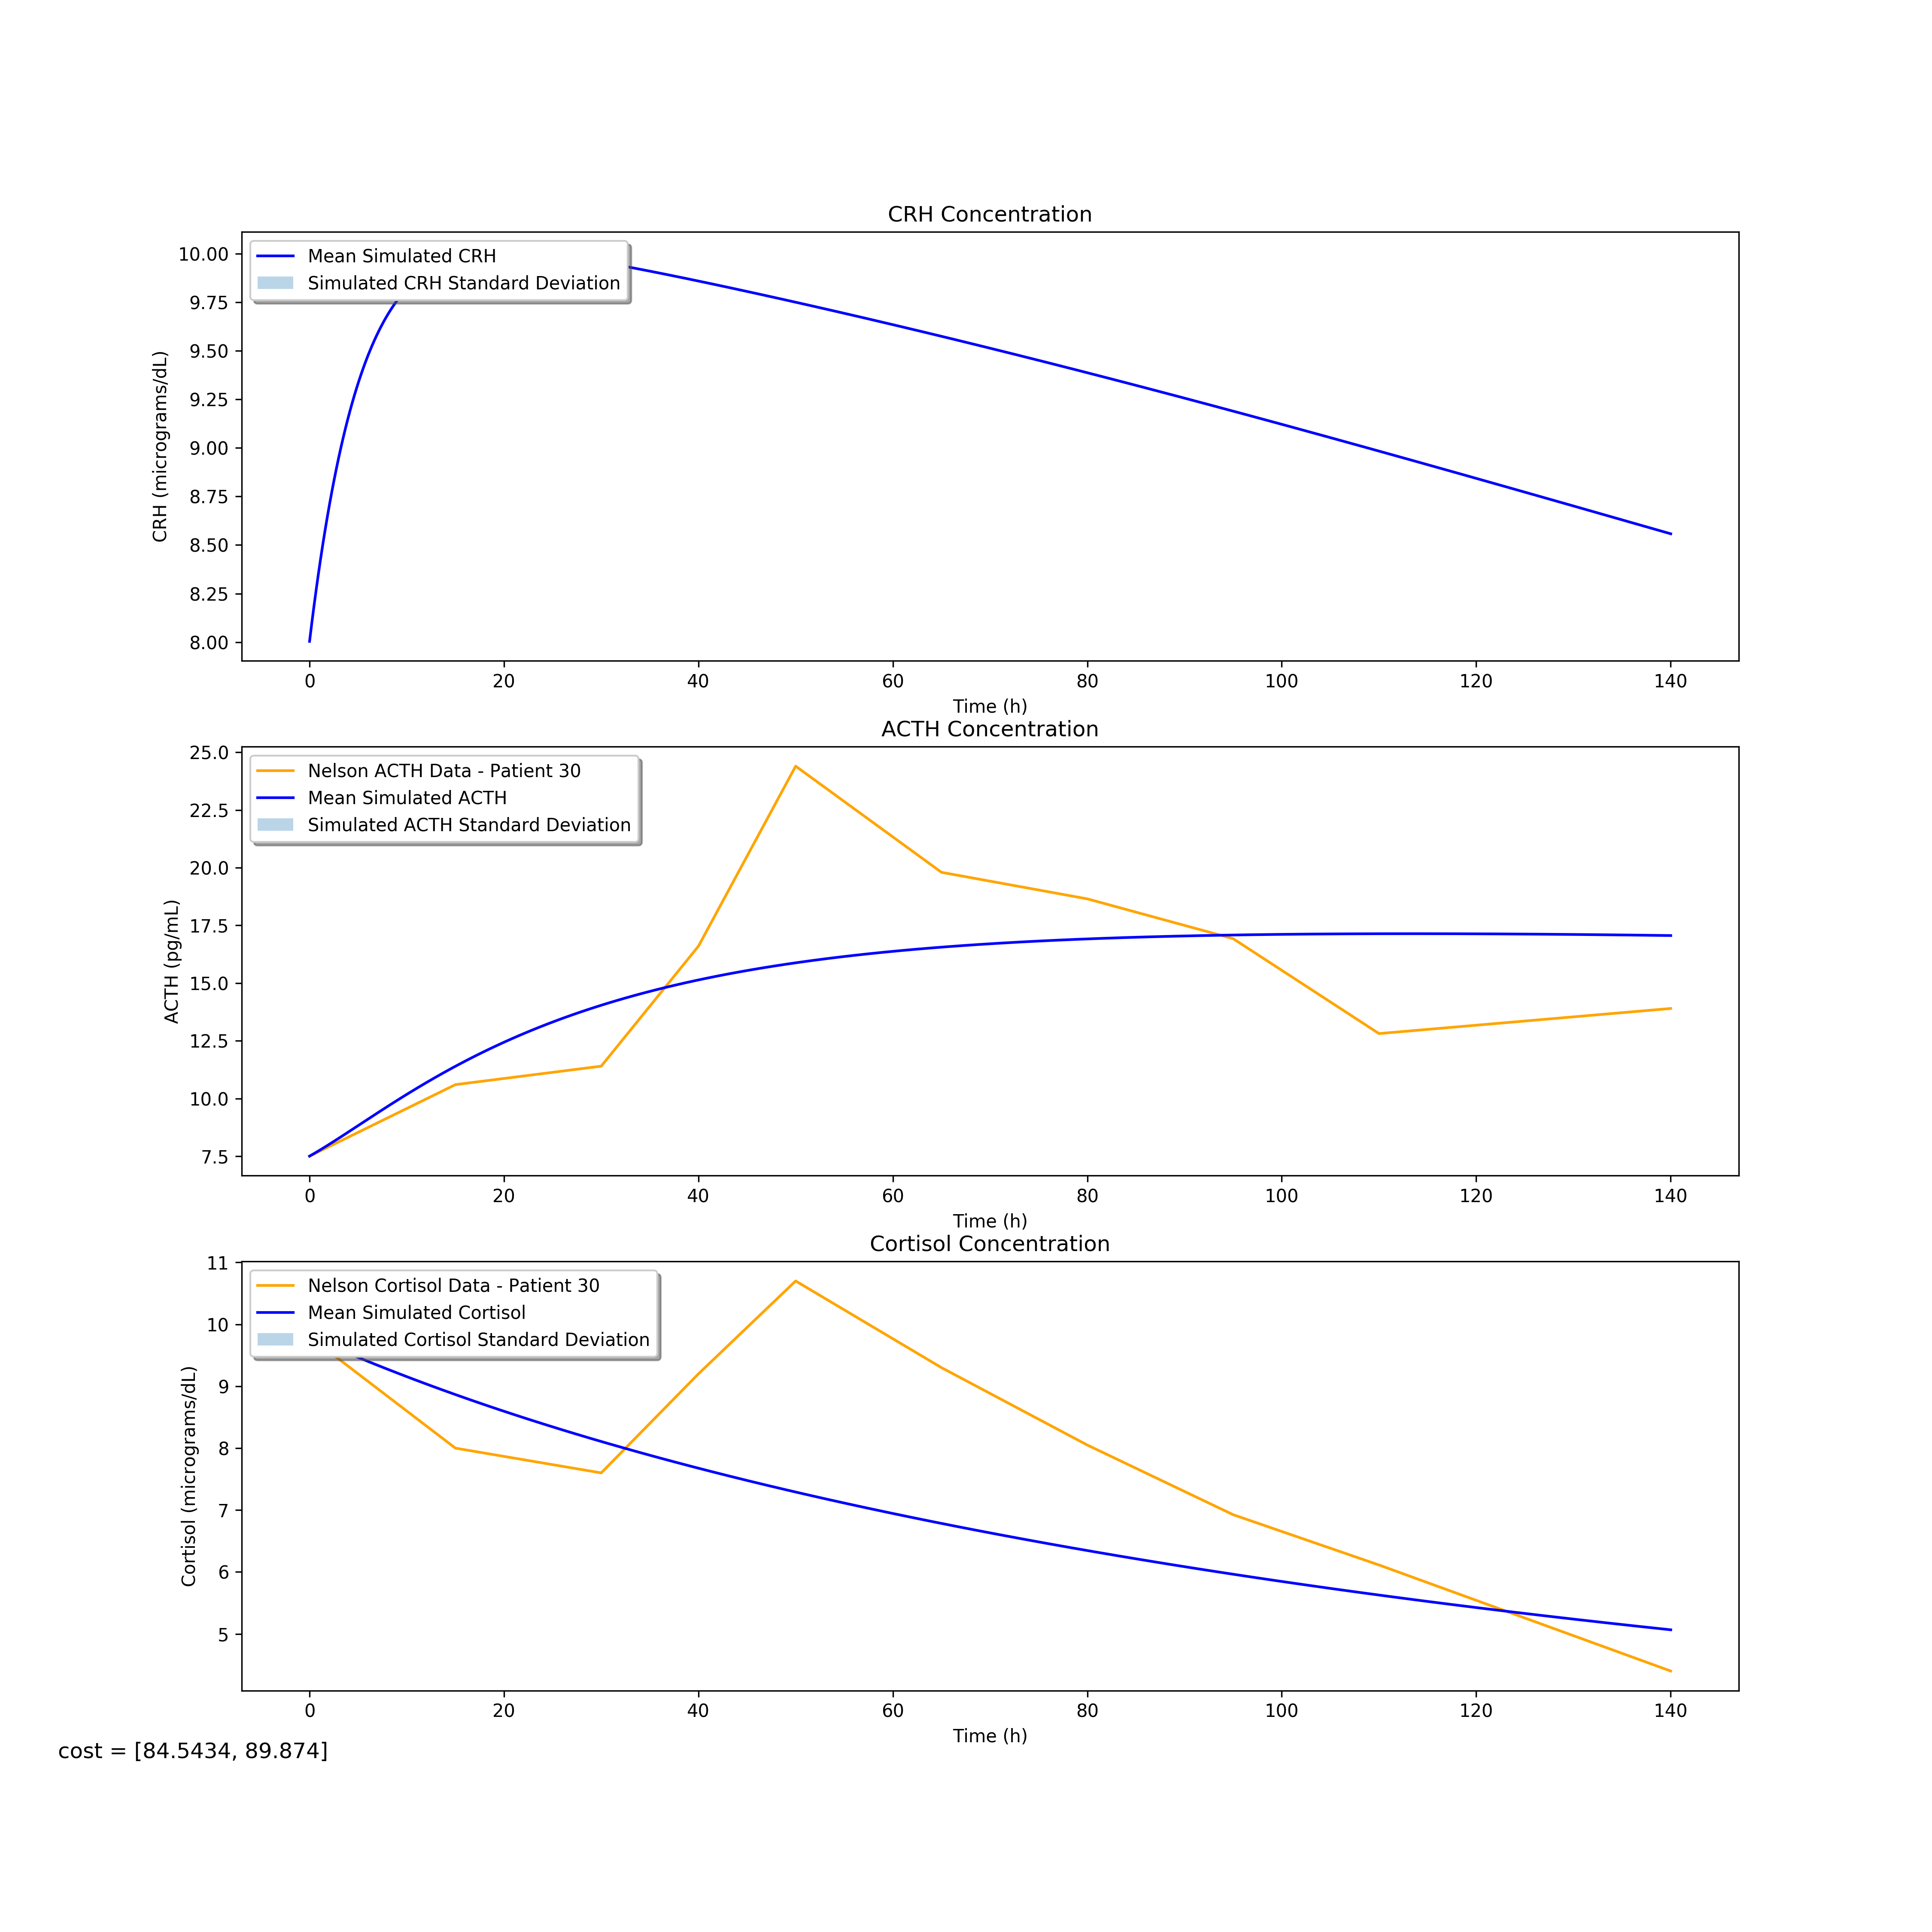 CRH Concentration
Mean Simulated CRH
Simulated CRH Standard Deviation
CRH (micrograms/dL)
10.00
9.75
9.50
9.25
9.00
8.75
8.50
8.25
8.00
0 20 40 60 80 100 120 140
Time (h)
ACTH Concentration
Nelson ACTH Data - Patient 30
Mean Simulated ACTH
Simulated ACTH Standard Deviation
ACTH (pg/mL)
25.0
22.5
20.0
17.5
15.0
12.5
10.0
7.5
0 20 40 60 80 100 120 140
Time (h)
Cortisol Concentration
Nelson Cortisol Data - Patient 30
Mean Simulated Cortisol
Simulated Cortisol Standard Deviation
Cortisol (micrograms/dL)
11
10
9
8
7
6
5
0 20 40 60 80 100 120 140
Time (h)
cost = [84.5434, 89.874]